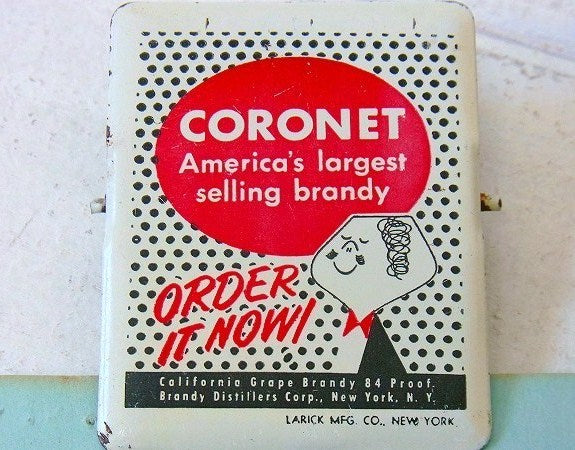 CORONET
America's largest
selling brandy
ORDER
IT NOW!
California Grape Brandy 84 Proof.
Brandy Distillers Corp., New York, N. Y.
LARICK MFG. CO., NEW YORK.